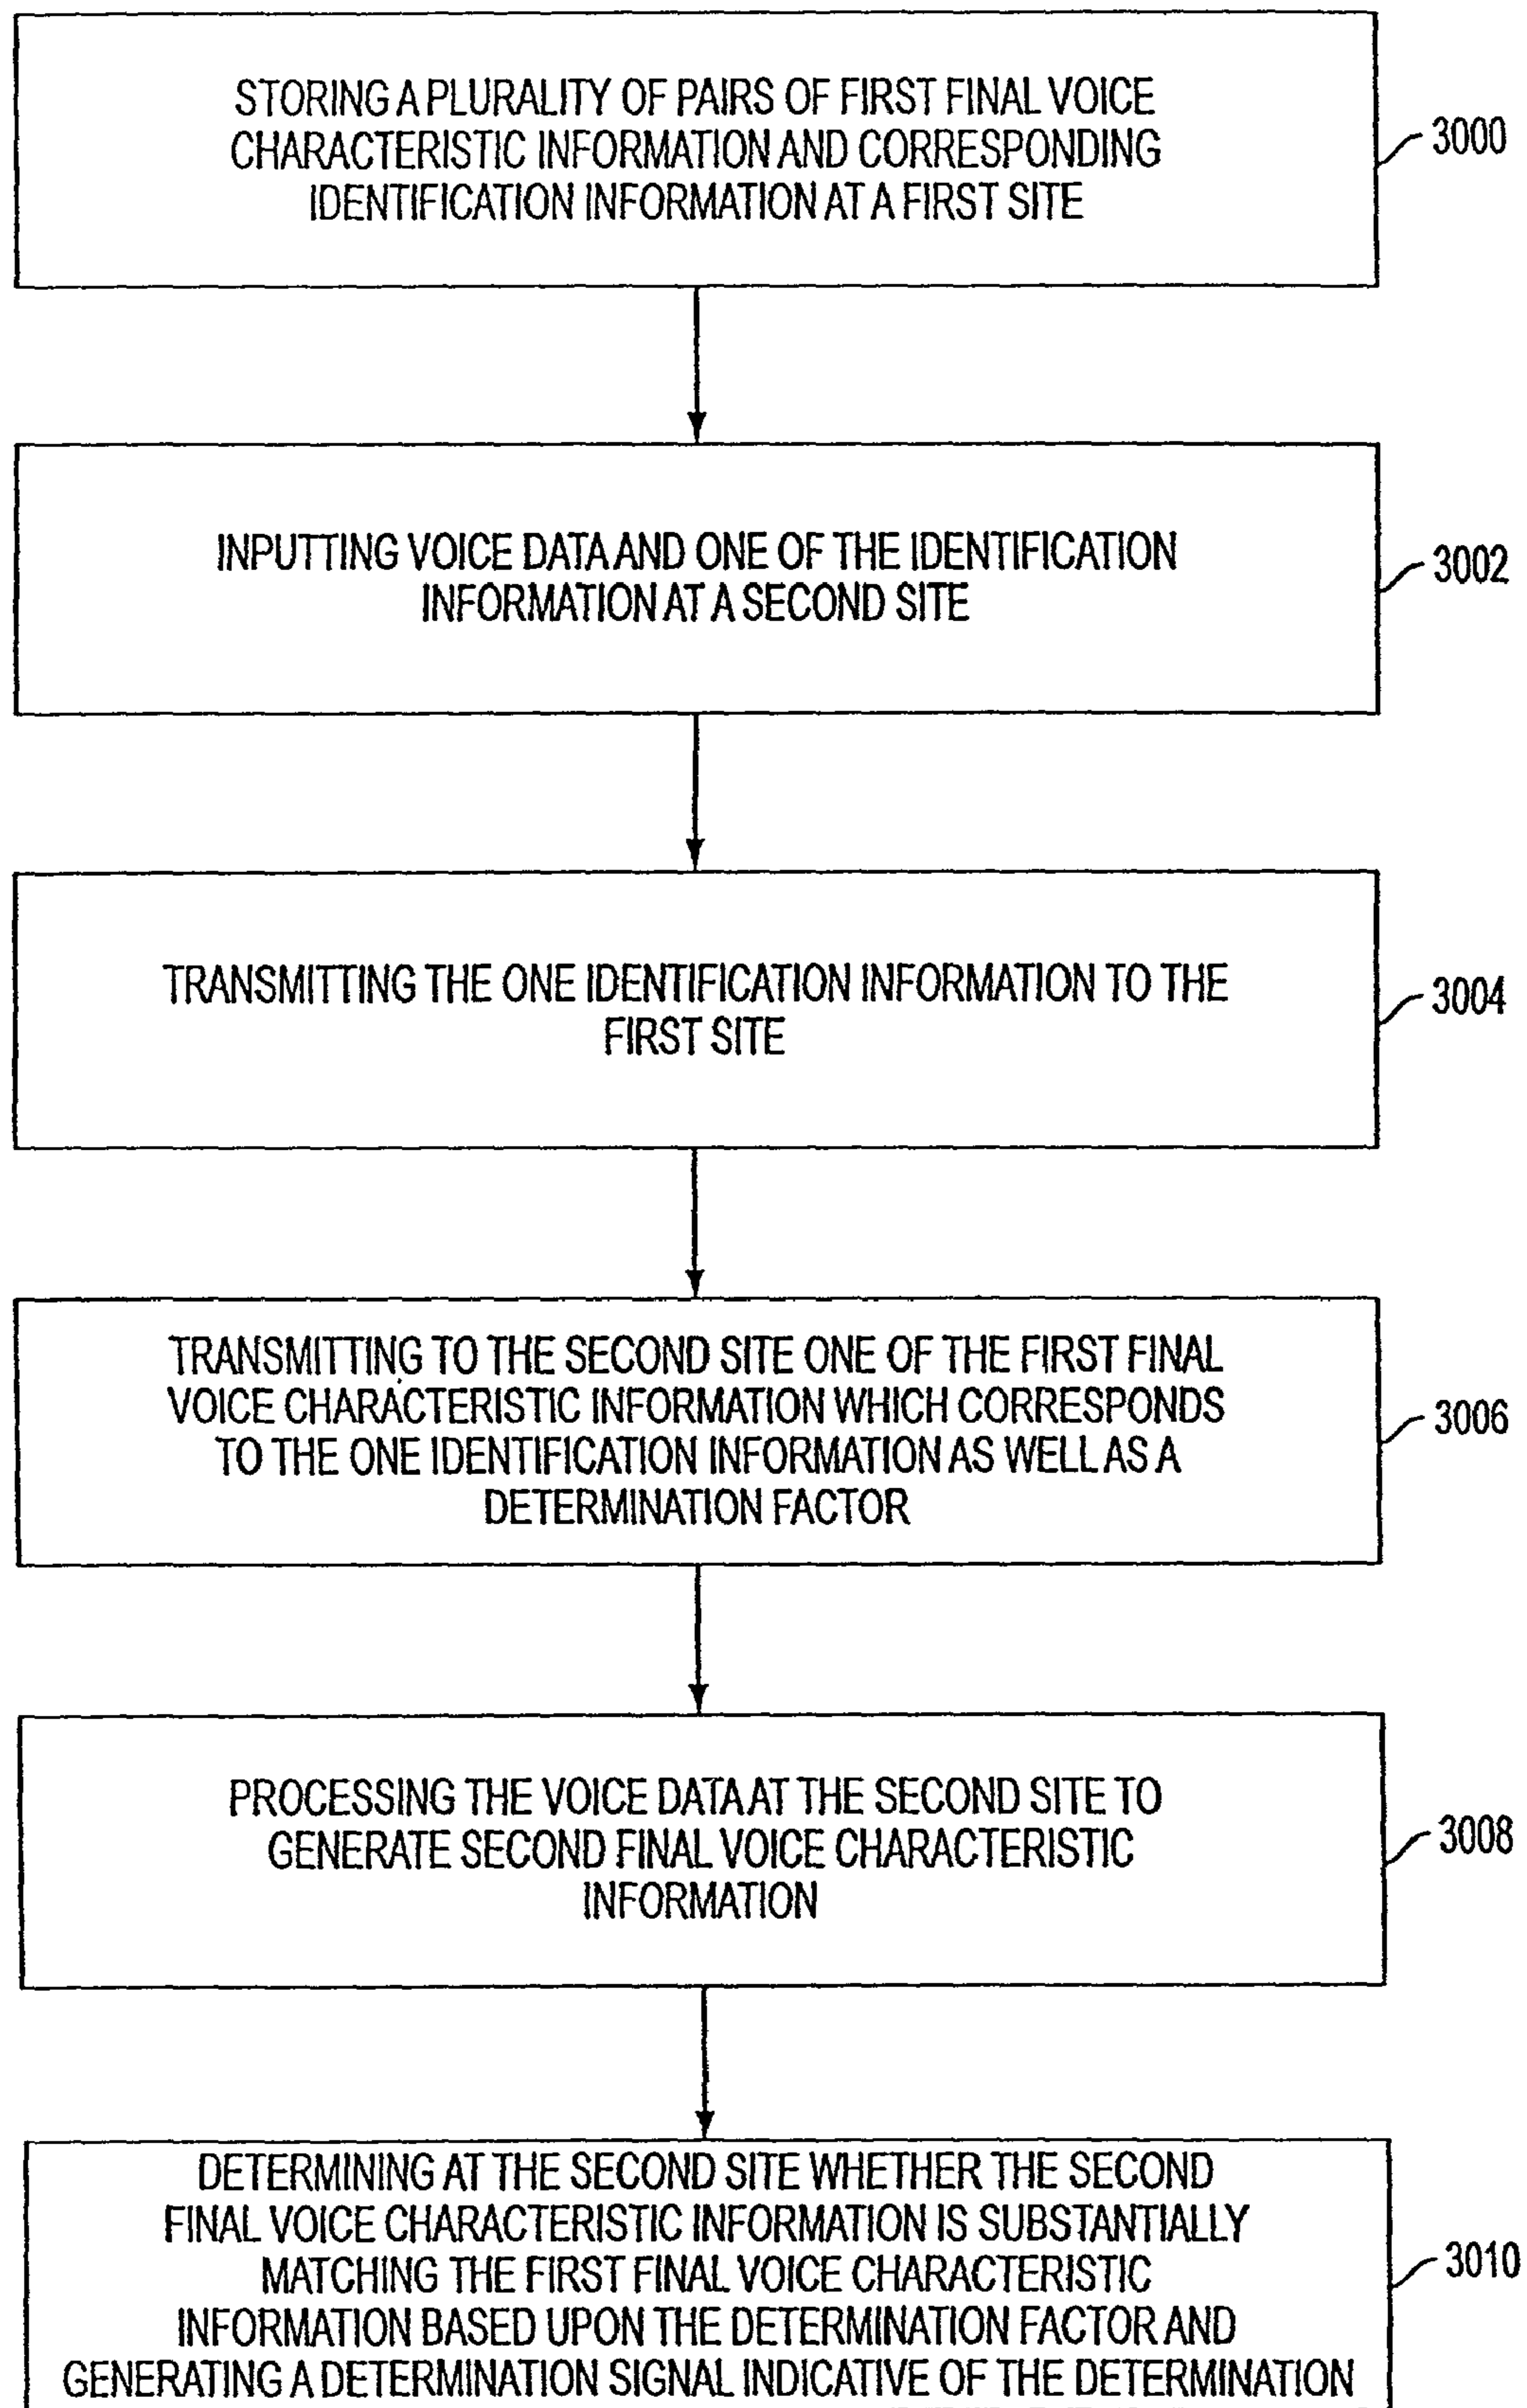 STORING A PLURALITY OF PAIRS OF FIRST FINAL VOICE
CHARACTERISTIC INFORMATION AND CORRESPONDING
IDENTIFICATION INFORMATION AT A FIRST SITE
3000
INPUTTING VOICE DATA AND ONE OF THE IDENTIFICATION
INFORMATION AT A SECOND SITE
3002
TRANSMITTING THE ONE IDENTIFICATION INFORMATION TO THE
FIRST SITE
3004
TRANSMITTING TO THE SECOND SITE ONE OF THE FIRST FINAL
VOICE CHARACTERISTIC INFORMATION WHICH CORRESPONDS
TO THE ONE IDENTIFICATION INFORMATION AS WELL AS A
DETERMINATION FACTOR
3006
PROCESSING THE VOICE DATA AT THE SECOND SITE TO
GENERATE SECOND FINAL VOICE CHARACTERISTIC
INFORMATION
3008
DETERMINING AT THE SECOND SITE WHETHER THE SECOND
FINAL VOICE CHARACTERISTIC INFORMATION IS SUBSTANTIALLY
MATCHING THE FIRST FINAL VOICE CHARACTERISTIC
INFORMATION BASED UPON THE DETERMINATION FACTOR AND
GENERATING A DETERMINATION SIGNAL INDICATIVE OF THE DETERMINATION
3010